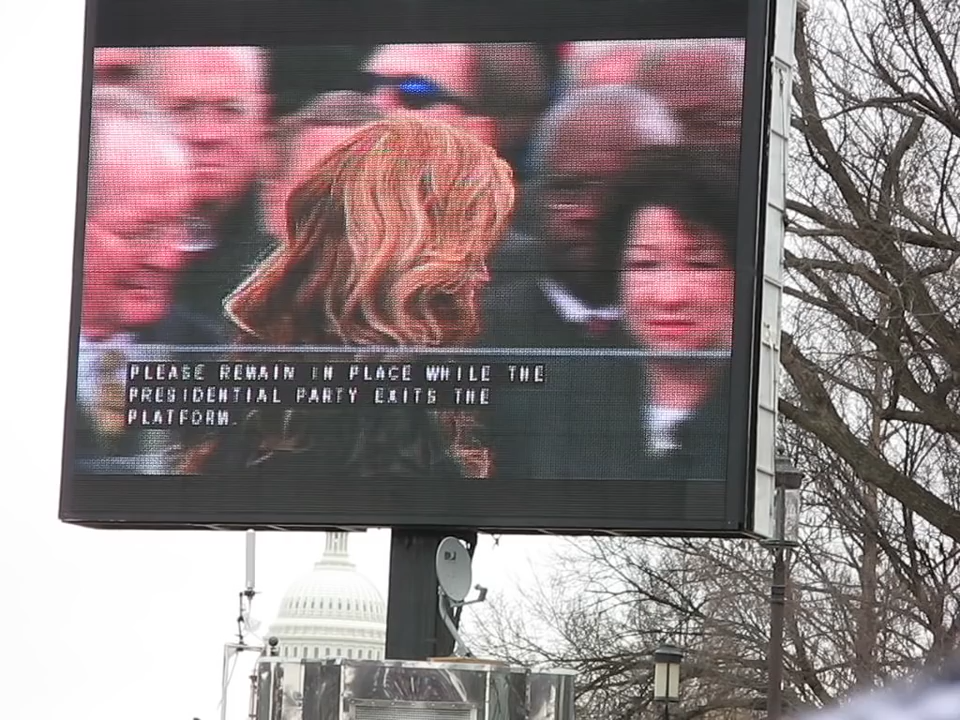 PLEASE REMAIN IN PLACE WHILE THE
PRESIDENTIAL PARTY EXITS THE
PLATFORM.